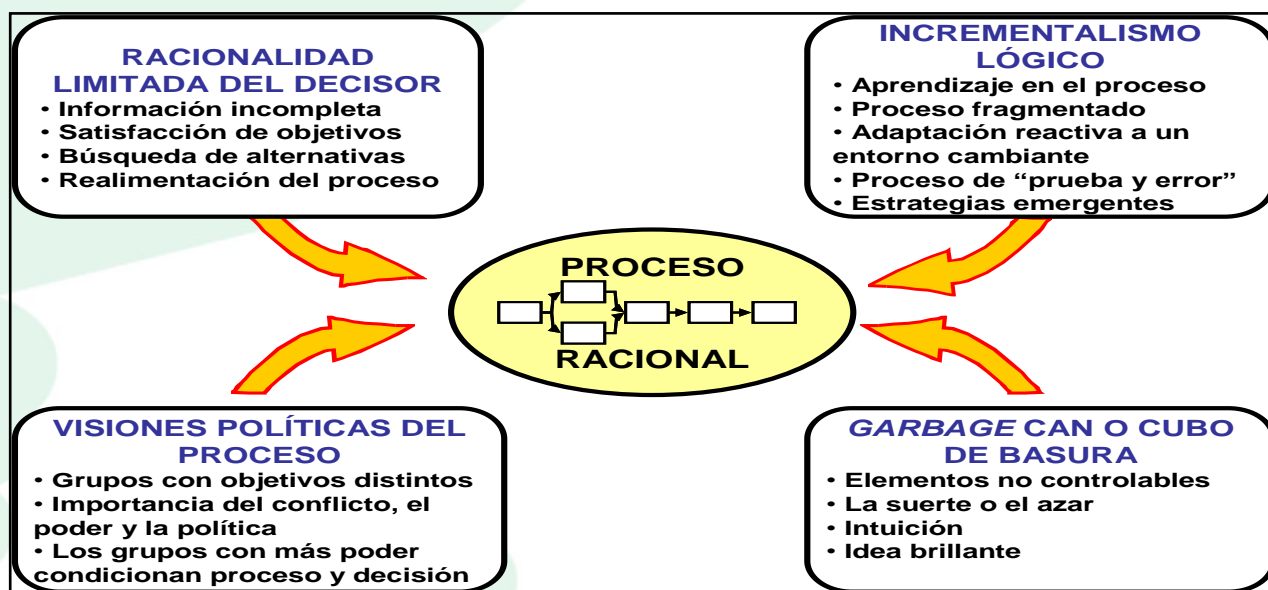 RACIONALIDAD
LIMITADA DEL DECISOR
• Información incompleta
• Satisfacción de objetivos
• Búsqueda de alternativas
• Realimentación del proceso
INCREMENTALISMO
LÓGICO
• Aprendizaje en el proceso
• Proceso fragmentado
• Adaptación reactiva a un
entorno cambiante
• Proceso de “prueba y error”
• Estrategias emergentes
PROCESO
RACIONAL
VISIONES POLÍTICAS DEL
PROCESO
• Grupos con objetivos distintos
• Importancia del conflicto, el
poder y la política
• Los grupos con más poder
condicionan proceso y decisión
GARBAGE CAN O CUBO
DE BASURA
• Elementos no controlables
• La suerte o el azar
• Intuición
• Idea brillante